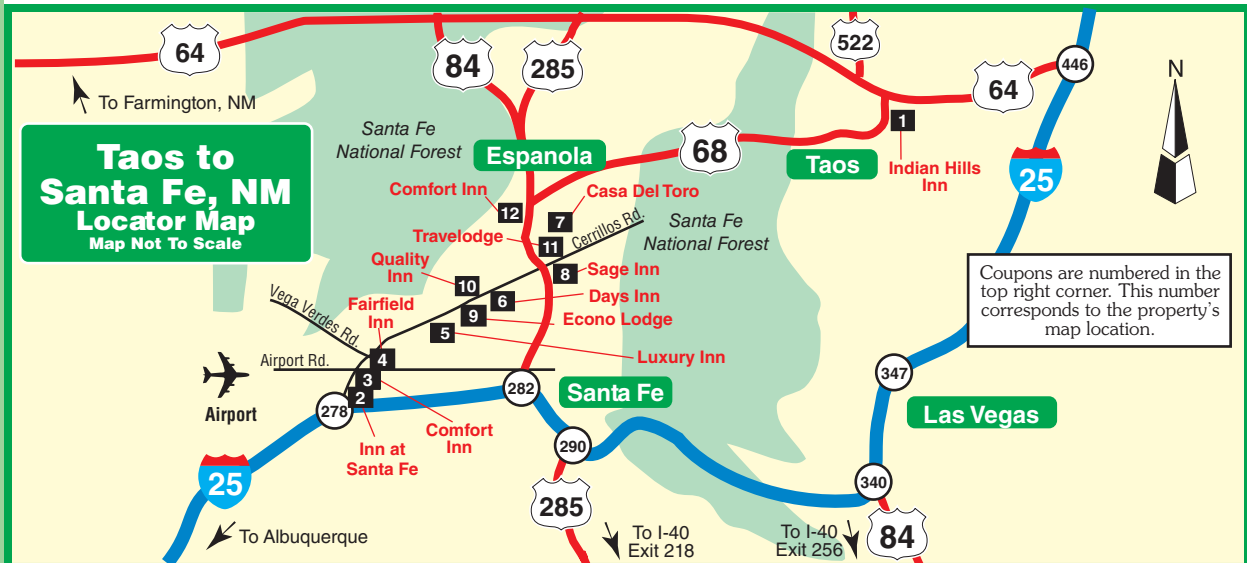 64
84
285
522
64
446
N
To Farmington, NM
Taos to
Santa Fe, NM
Locator Map
Map Not To Scale
Santa Fe
National Forest
Espanola
68
Taos
1
Indian Hills
Inn
25
Comfort Inn
12
7
Casa Del Toro
Cerrillos Rd.
Santa Fe
National Forest
Travelodge
11
Quality
Inn
10
8
Sage Inn
6
Days Inn
9
Econo Lodge
5
Luxury Inn
Vega Verdes Rd.
Fairfield
Inn
4
Airport Rd.
3
2
Airport
278
282
Santa Fe
Comfort
Inn
Inn at
Santa Fe
290
25
285
To Albuquerque
To I-40
Exit 218
To I-40
Exit 256
84
340
347
Las Vegas
Coupons are numbered in the
top right corner. This number
corresponds to the property's
map location.